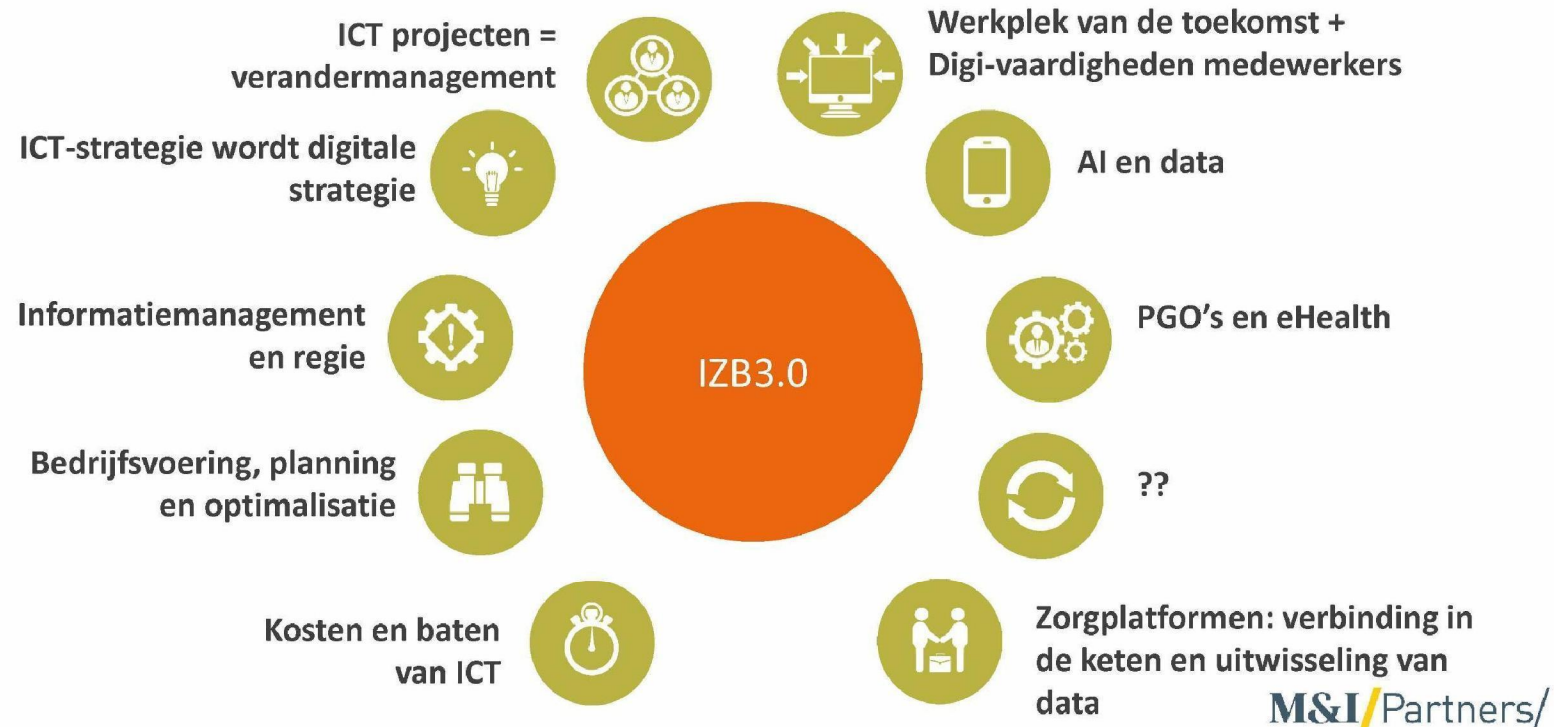 ICT projecten =
verandermanagement
Werkplek van de toekomst +
Digi-vaardigheden medewerkers
ICT-strategie wordt digitale
strategie
AI en data
Informatiemanagement
en regie
PGO's en eHealth
IZB3.0
Bedrijfsvoering, planning
en optimalisatie
??
Kosten en baten
van ICT
Zorgplatformen: verbinding in
de keten en uitwisseling van
data
M&I/Partners/